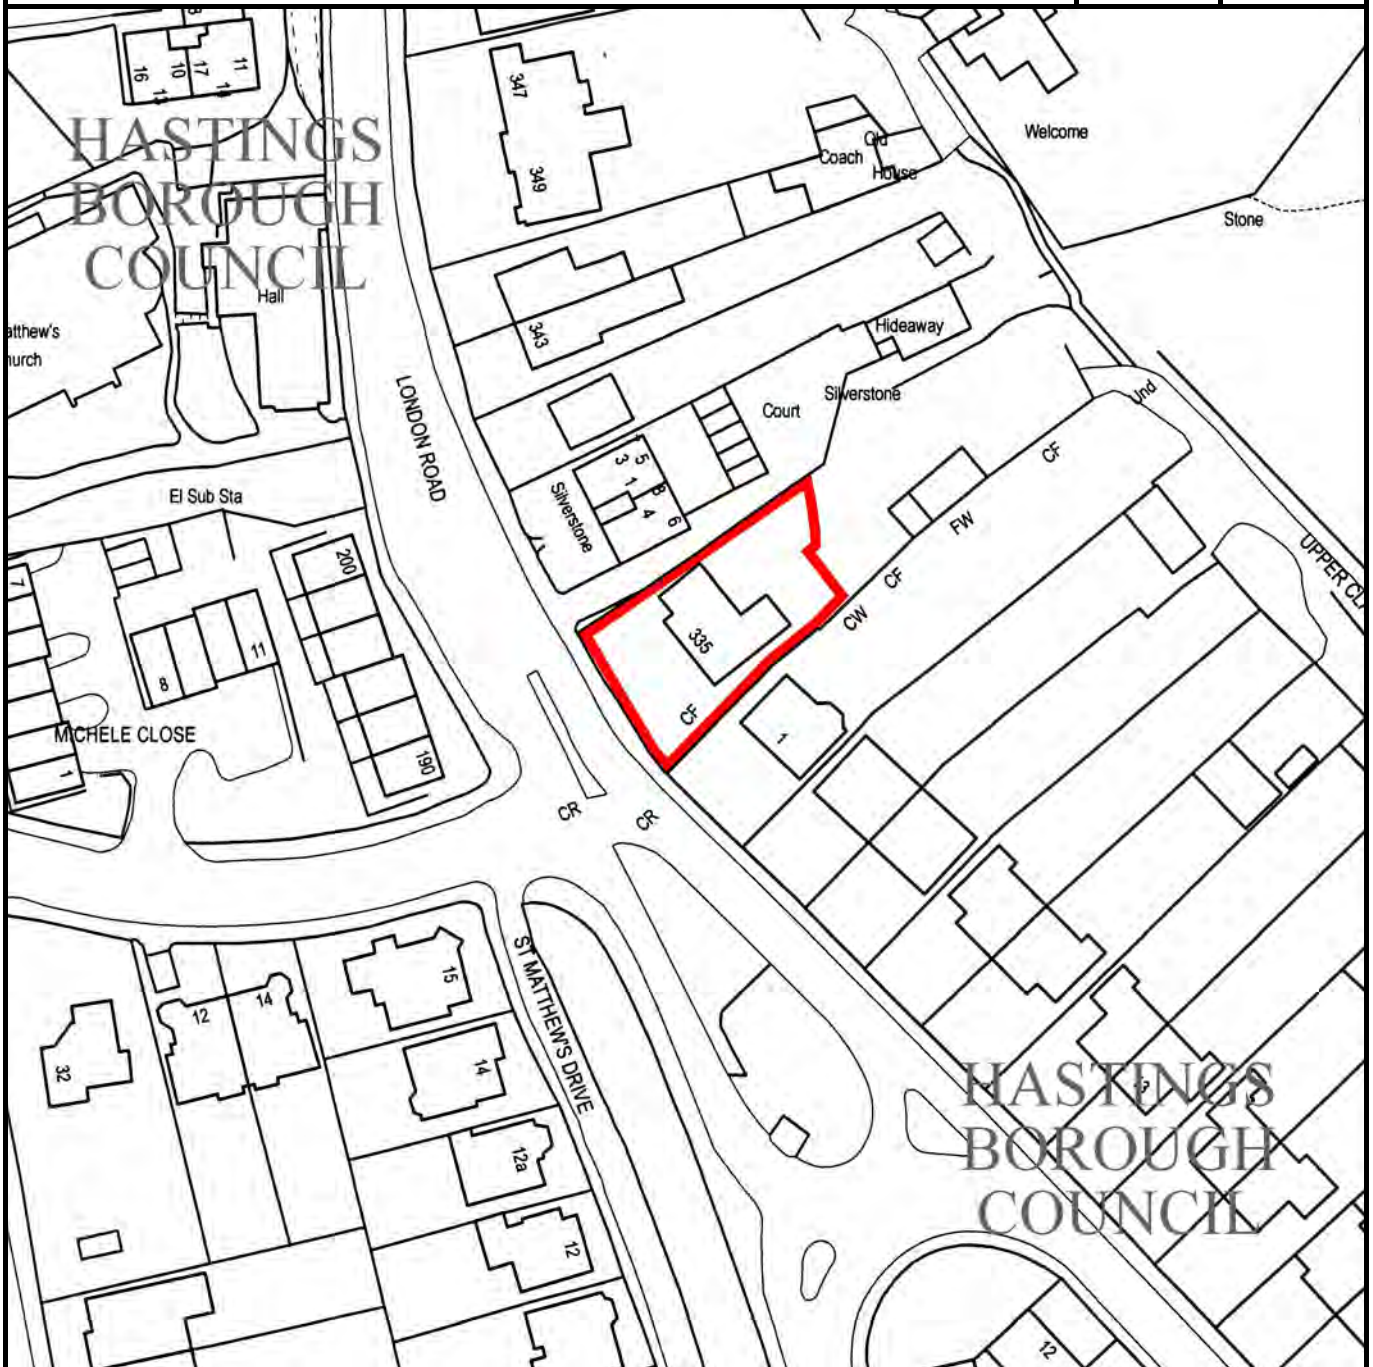 16
10
17
11
13
347
HASTINGS
BOROUGH
COUNCIL
349
Old
Coach
House
Welcome
Stone
Hall
343
Hideaway
atthew's
hurch
LONDON ROAD
Silverstone
Court
Und
El Sub Sta
Silverstone
5
3
1
8
4
6
CF
FW
CF
CW
UPPER CL
200
7
11
8
335
CF
1
MICHELE CLOSE
1
190
CR
CR
ST MATTHEW'S DRIVE
15
14
12
14
32
12a
12
HASTINGS
BOROUGH
COUNCIL
12